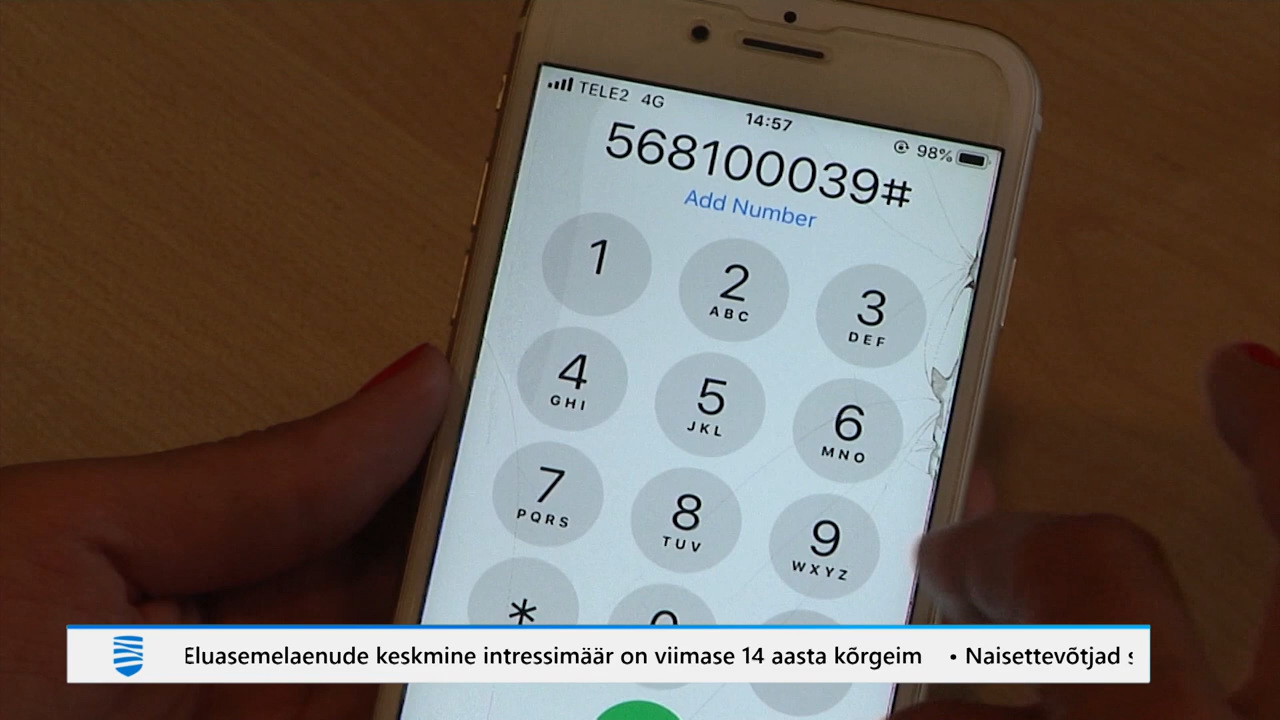 TELE2 4G
14:57
98%
568100039#
Add Number
1
2
ABC
3
DEF
4
GHI
5
JKL
6
MNO
7
PQRS
8
TUV
9
WXYZ
*
0
Eluasemelaenude keskmine intressimäär on viimase 14 aasta kõrgeim • Naisettevõtjad